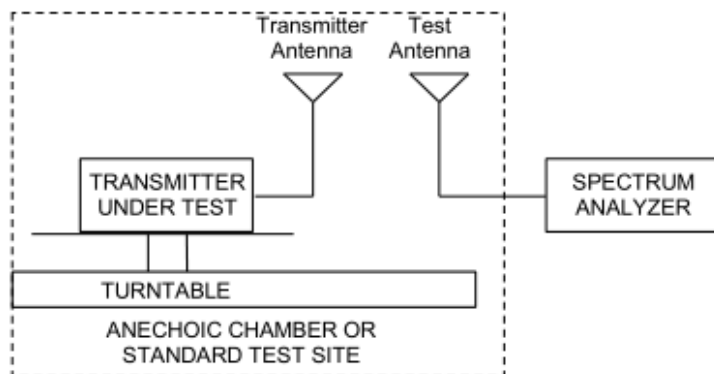 Transmitter
Antenna
Test
Antenna
TRANSMITTER
UNDER TEST
SPECTRUM
ANALYZER
TURNTABLE
ANECHOIC CHAMBER OR
STANDARD TEST SITE